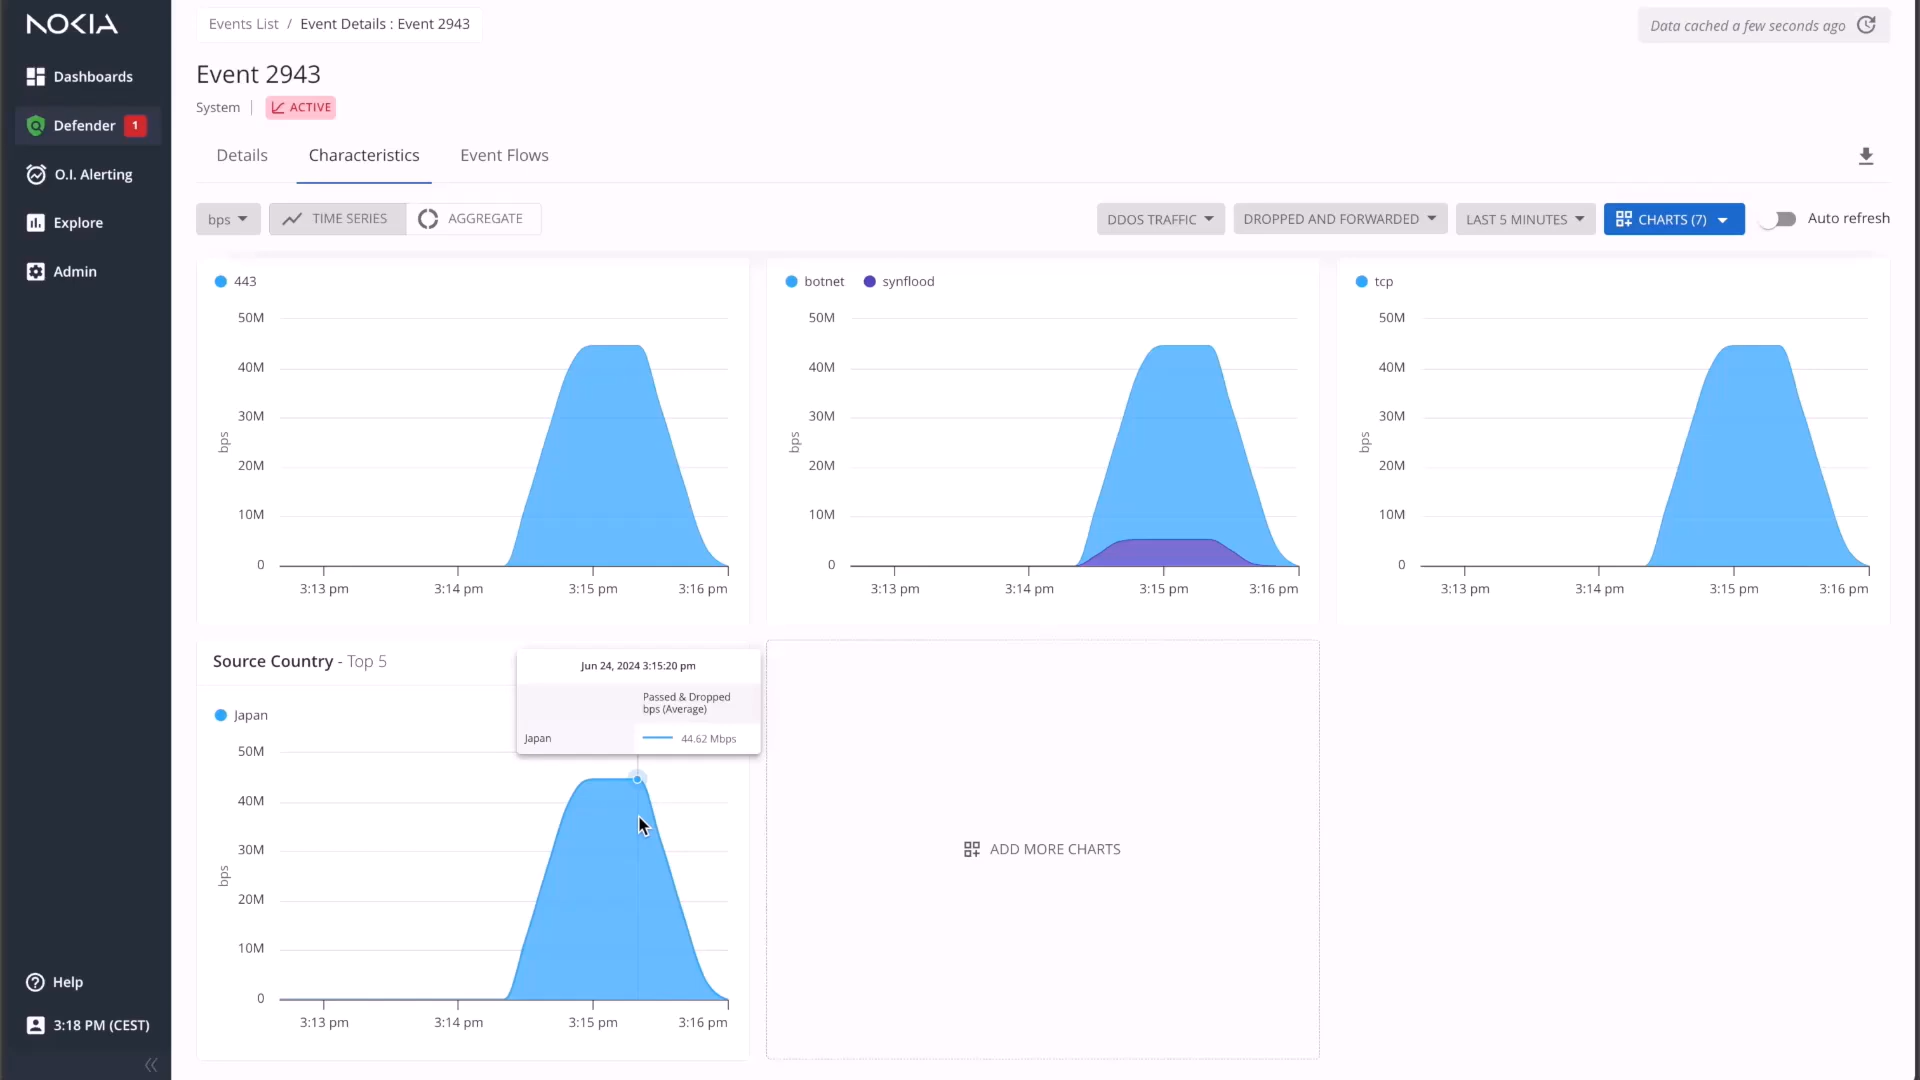 NOKIA
Dashboards
Defender 1
O.I. Alerting
Explore
Admin
Help
3:18 PM (CEST)
Events List / Event Details : Event 2943
Data cached a few seconds ago
Event 2943
System | ACTIVE
Details Characteristics Event Flows
bps TIME SERIES AGGREGATE DDOS TRAFFIC DROPPED AND FORWARDED LAST 5 MINUTES CHARTS (7) Auto refresh
443
50M
40M
30M
20M
10M
0
bps
3:13 pm 3:14 pm 3:15 pm 3:16 pm
botnet synflood
50M
40M
30M
20M
10M
0
bps
3:13 pm 3:14 pm 3:15 pm 3:16 pm
tcp
50M
40M
30M
20M
10M
0
bps
3:13 pm 3:14 pm 3:15 pm 3:16 pm
Source Country - Top 5
Jun 24, 2024 3:15:20 pm
Passed & Dropped
bps (Average)
Japan 44.62 Mbps
Japan
50M
40M
30M
20M
10M
0
bps
3:13 pm 3:14 pm 3:15 pm 3:16 pm
ADD MORE CHARTS